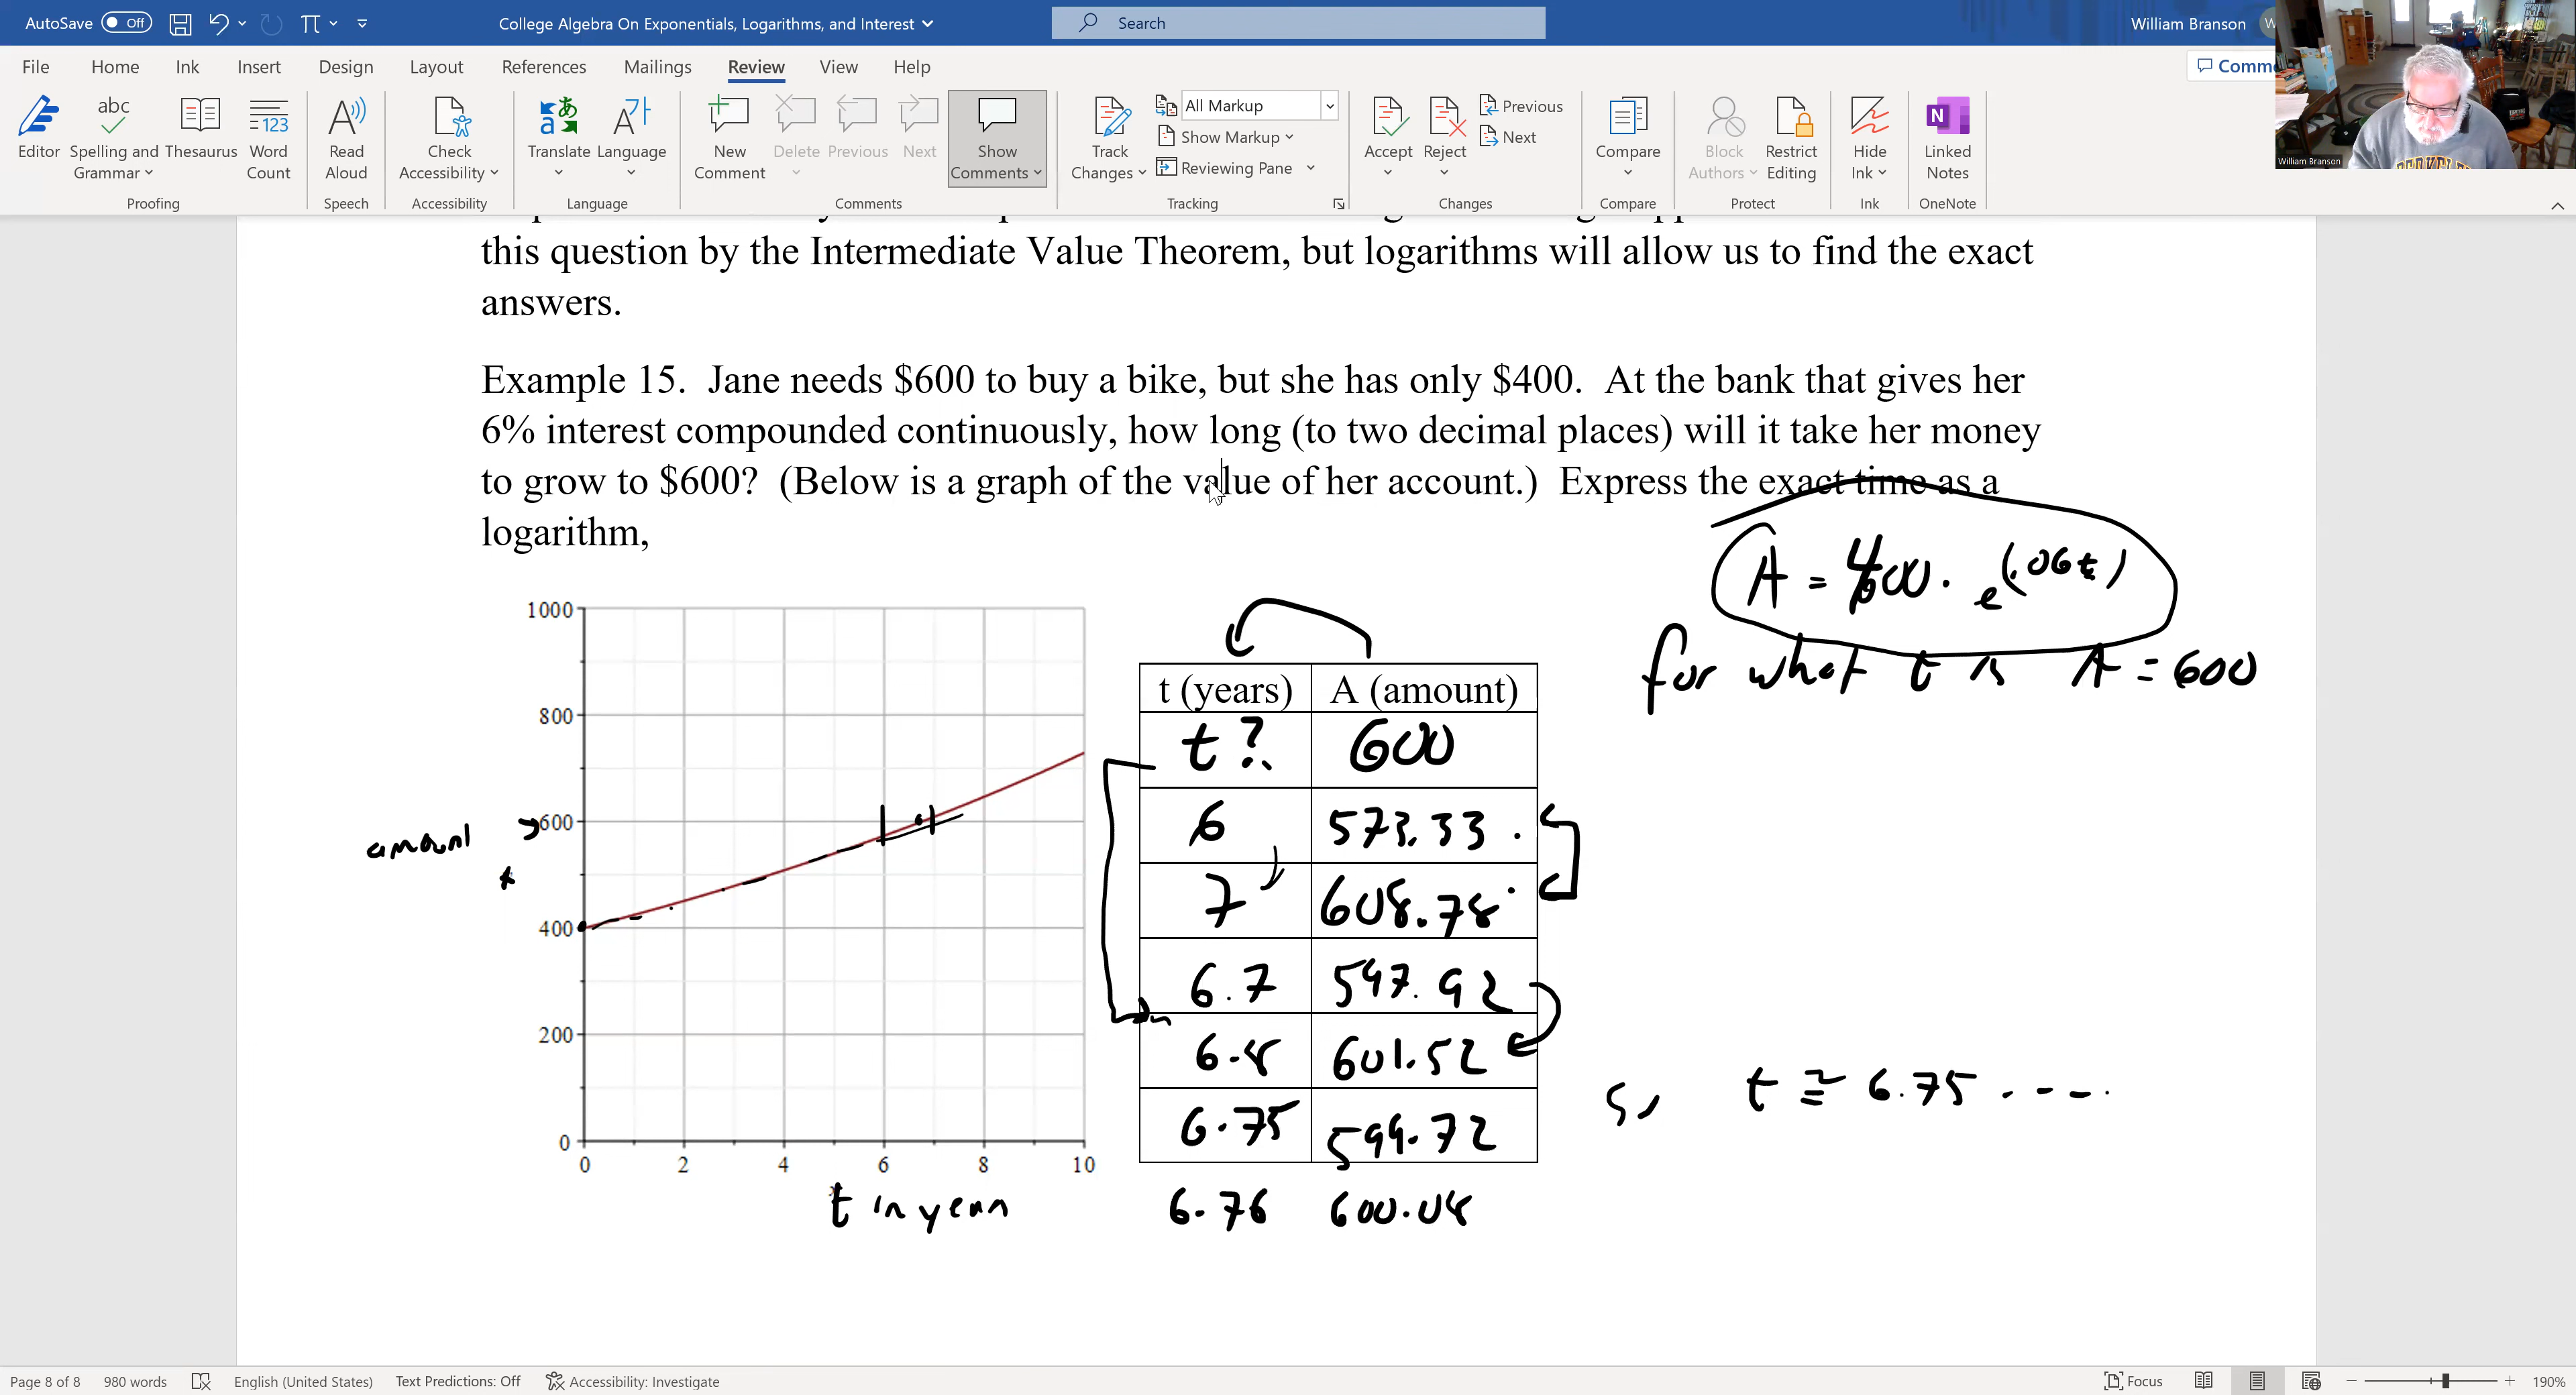 AutoSave Off
College Algebra On Exponentials, Logarithms, and Interest
Search
William Branson W
File Home Ink Insert Design Layout References Mailings Review View Help
Comme
Editor
Spelling and Grammar
Thesaurus
Word Count
Read Aloud
Check Accessibility
Translate
Language
New Comment
Delete
Previous
Next
Show Comments
Track Changes
All Markup
Show Markup
Reviewing Pane
Accept
Reject
Previous
Next
Compare
Block Authors
Restrict Editing
Hide Ink
Linked Notes
William Branson
Proofing Speech Accessibility Language Comments Tracking Changes Compare Protect Ink OneNote
this question by the Intermediate Value Theorem, but logarithms will allow us to find the exact
answers.
Example 15. Jane needs $600 to buy a bike, but she has only $400. At the bank that gives her
6% interest compounded continuously, how long (to two decimal places) will it take her money
to grow to $600? (Below is a graph of the value of her account.) Express the exact time as a
logarithm,
A = 400 · e^(.06t)
for what t is A = 600
1000
800
600
400
200
0
0 2 4 6 8 10
amount
t in years
t (years) A (amount)
t? 600
6 573.33
7 608.78
6.7 597.92
6.8 601.52
6.75 599.72
6.76 600.08
so t ≅ 6.75 ----
Page 8 of 8 980 words English (United States) Text Predictions: Off Accessibility: Investigate Focus 190%